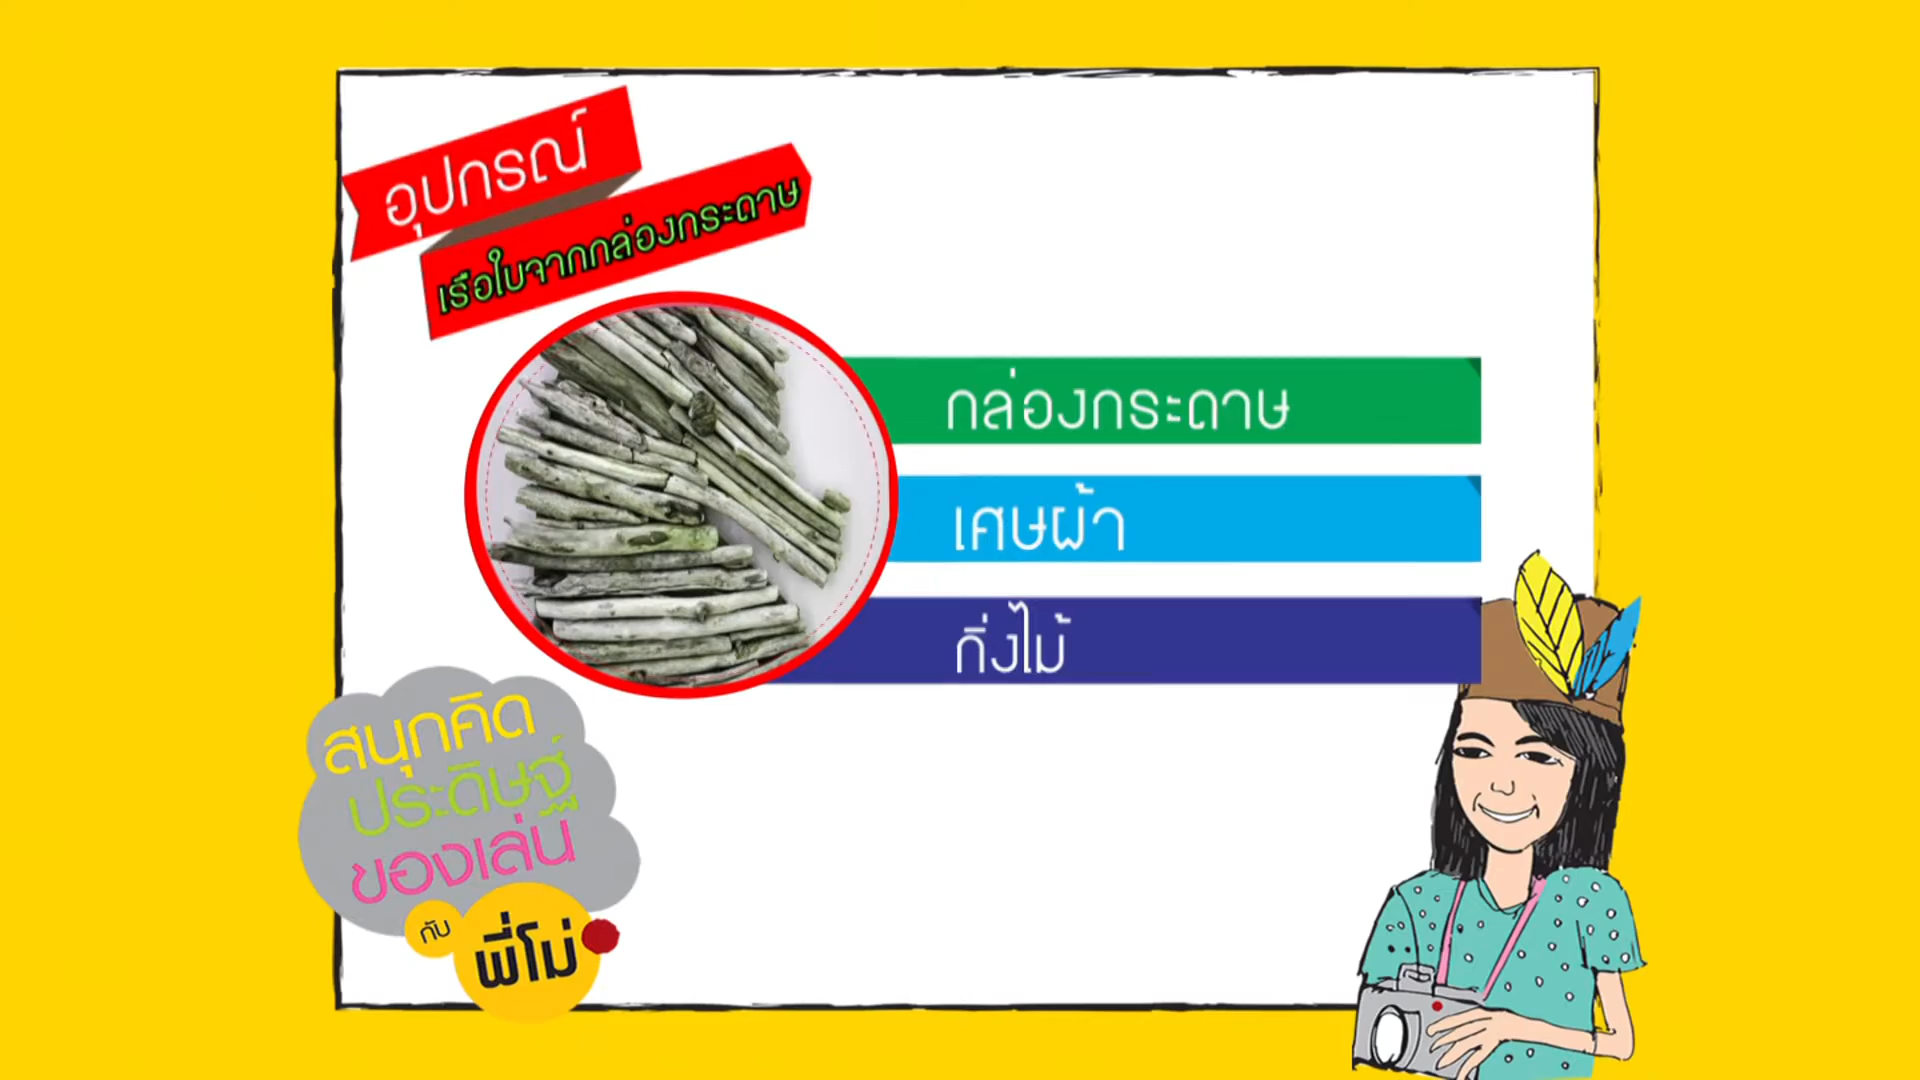 อุปกรณ์
เรือใบจากกล่องกระดาษ
กล่องกระดาษ
เศษผ้า
กิ่งไม้
สนุกคิด
ประดิษฐ์
ของเล่น
กับ
พี่โม่